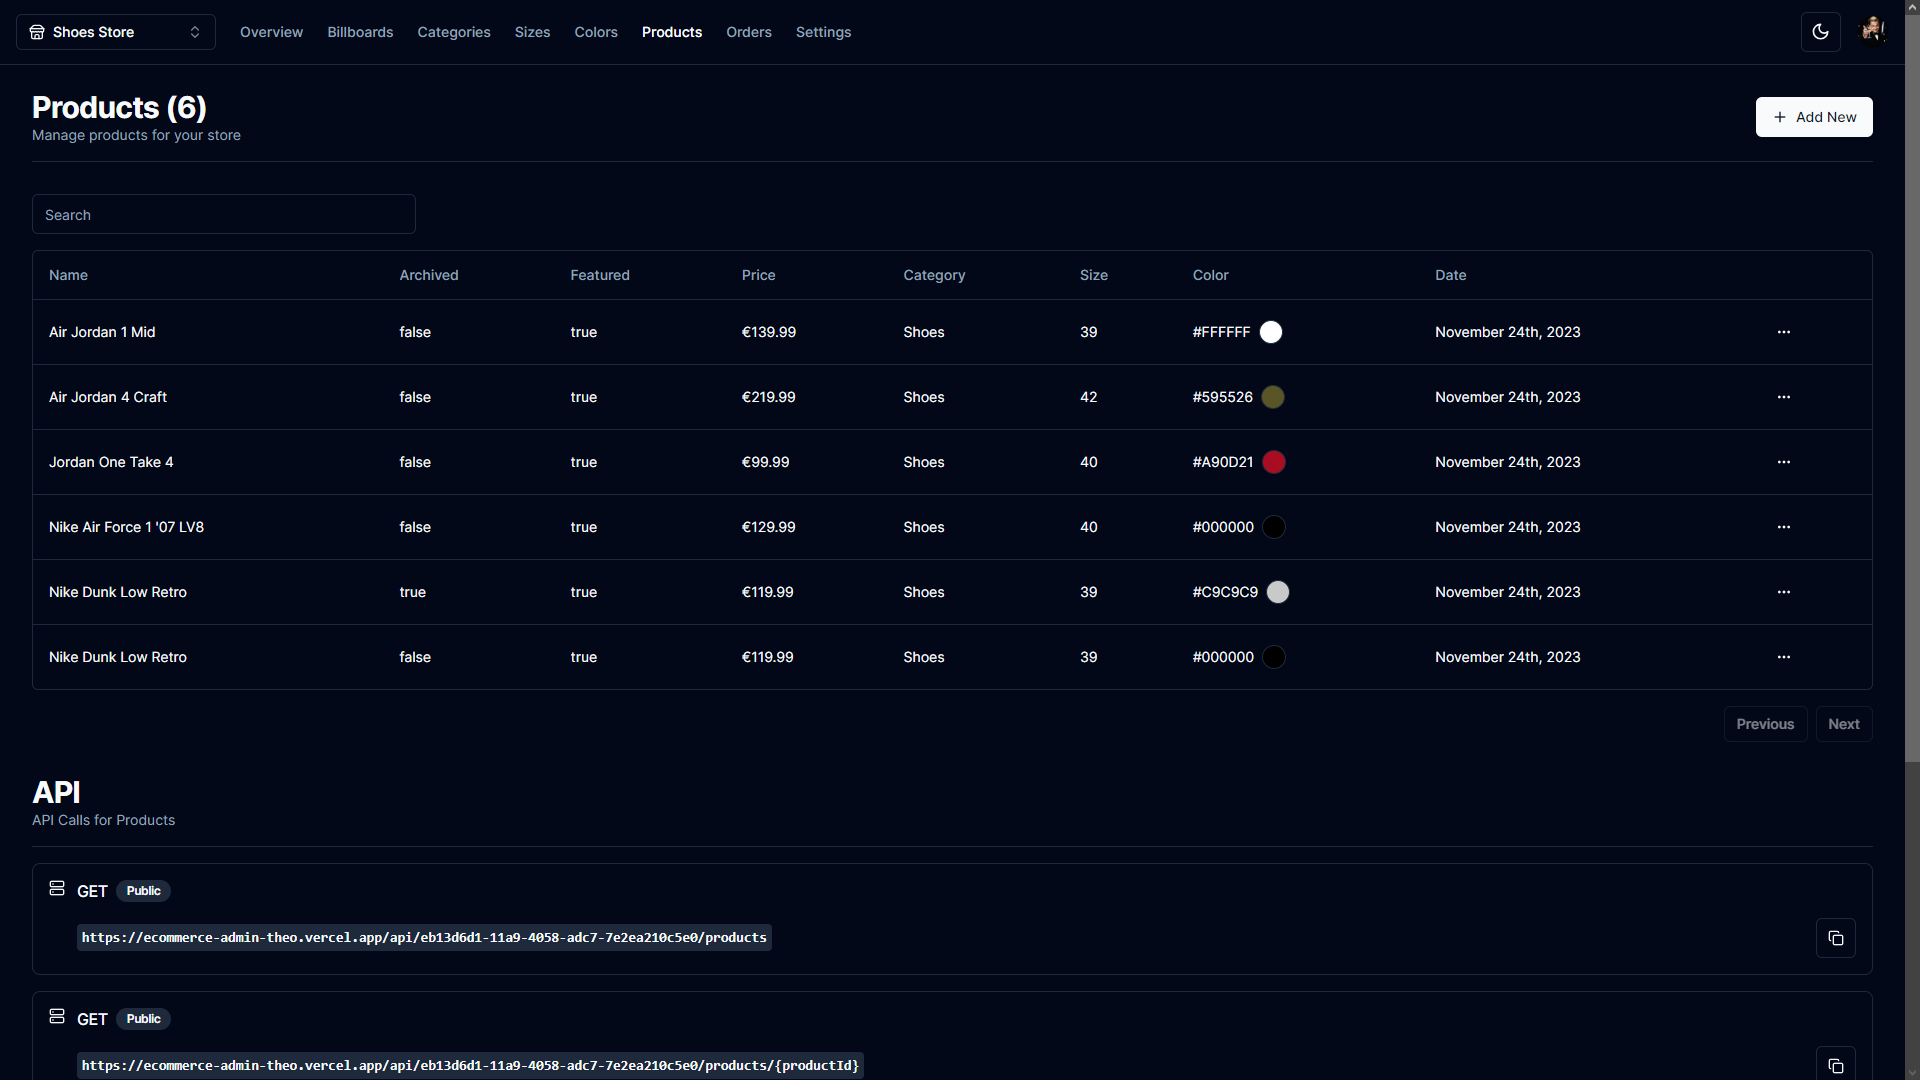 Shoes Store Overview Billboards Categories Sizes Colors Products Orders Settings
Products (6)
Manage products for your store
+ Add New
Search
Name Archived Featured Price Category Size Color Date
Air Jordan 1 Mid false true €139.99 Shoes 39 #FFFFFF November 24th, 2023
Air Jordan 4 Craft false true €219.99 Shoes 42 #595526 November 24th, 2023
Jordan One Take 4 false true €99.99 Shoes 40 #A90D21 November 24th, 2023
Nike Air Force 1 '07 LV8 false true €129.99 Shoes 40 #000000 November 24th, 2023
Nike Dunk Low Retro true true €119.99 Shoes 39 #C9C9C9 November 24th, 2023
Nike Dunk Low Retro false true €119.99 Shoes 39 #000000 November 24th, 2023
Previous Next
API
API Calls for Products
GET Public
https://ecommerce-admin-theo.vercel.app/api/eb13d6d1-11a9-4058-adc7-7e2ea210c5e0/products
GET Public
https://ecommerce-admin-theo.vercel.app/api/eb13d6d1-11a9-4058-adc7-7e2ea210c5e0/products/{productId}